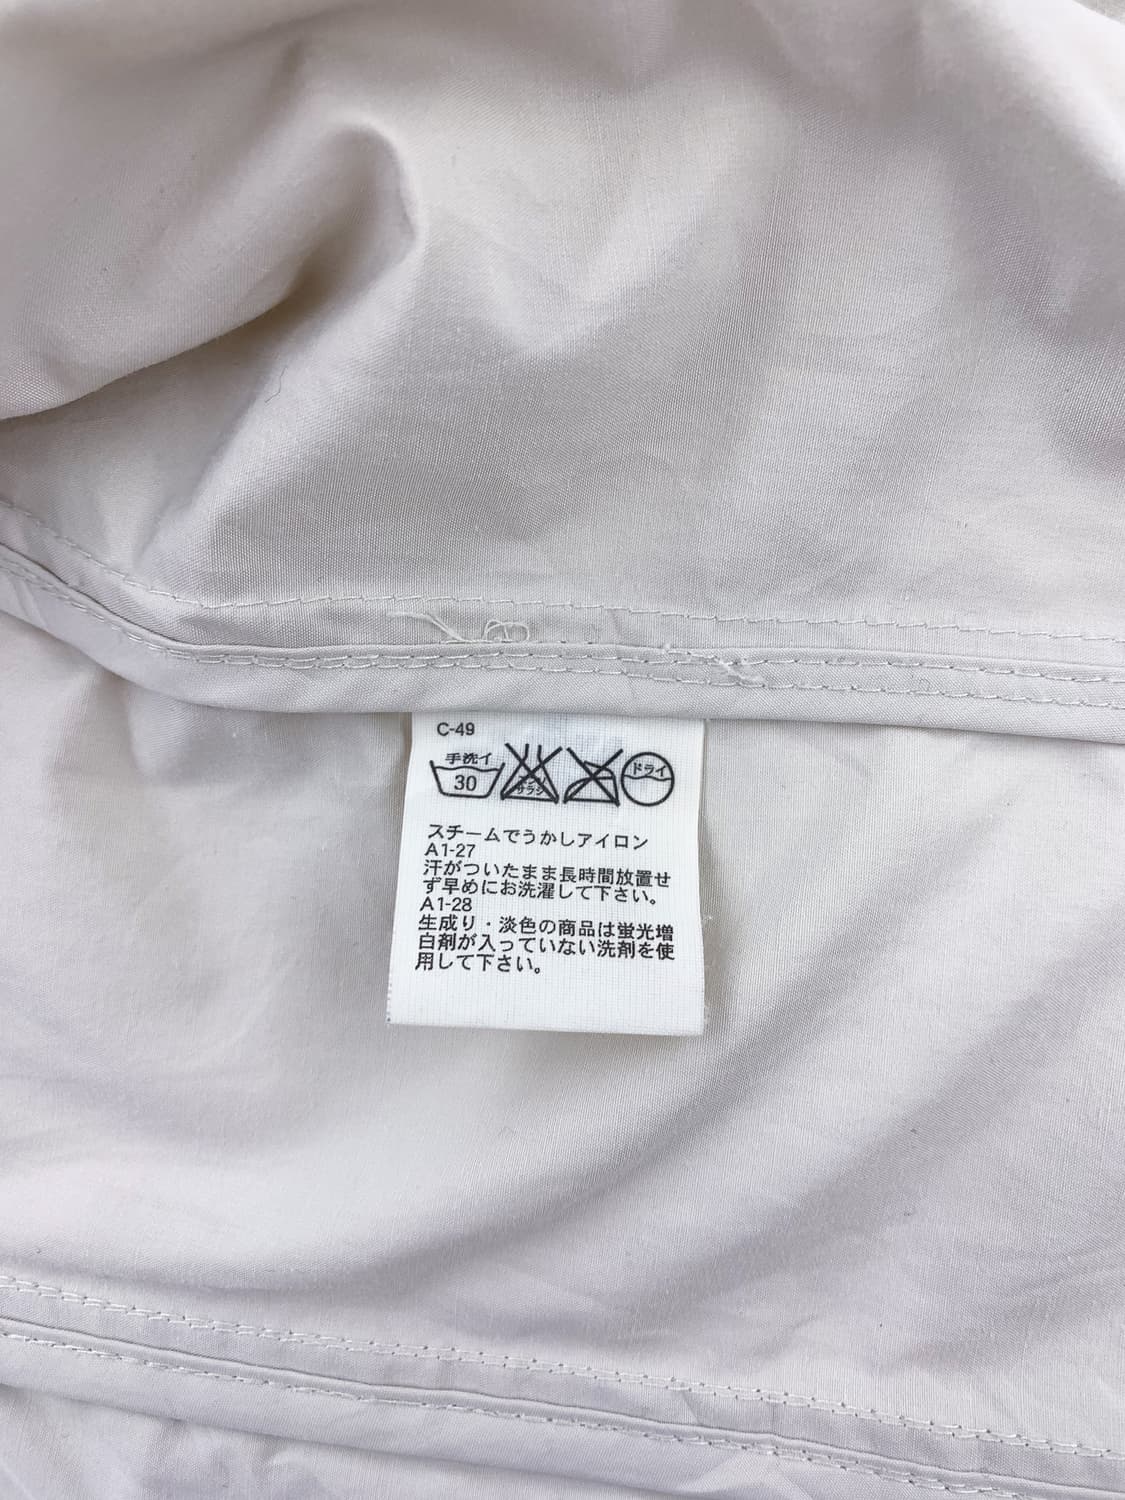 C-49
手洗イ
30
サラシ
ドライ
スチームでうかしアイロン
A1-27
汗がついたまま長時間放置せ
ず早めにお洗濯して下さい。
A1-28
生成り・淡色の商品は蛍光増
白剤が入っていない洗剤を使
用して下さい。